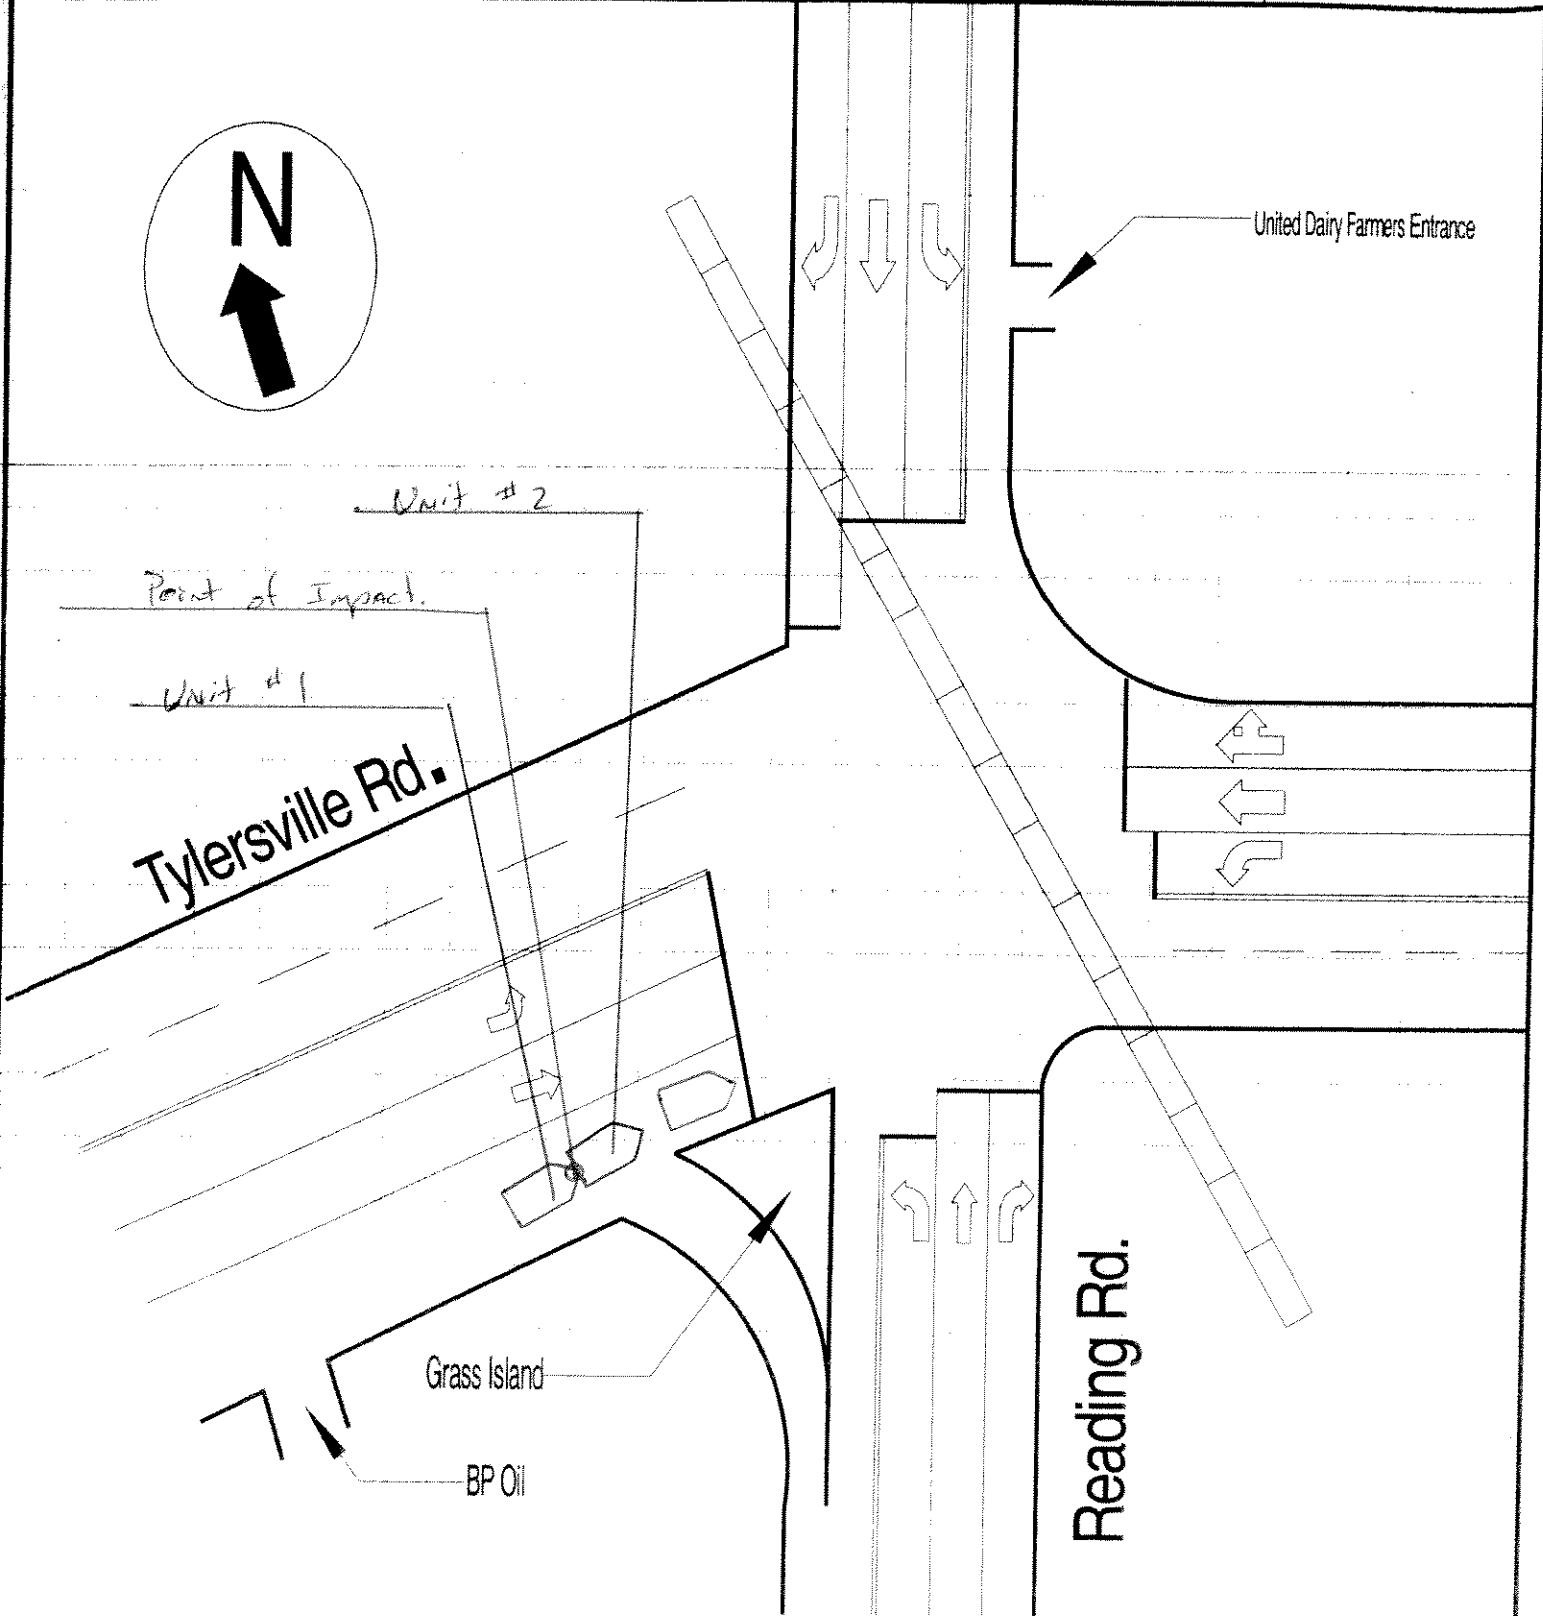 N
United Dairy Farmers Entrance
Unit #2
Point of Impact.
Unit #1
Tylersville Rd.
Grass Island
BP Oil
Reading Rd.